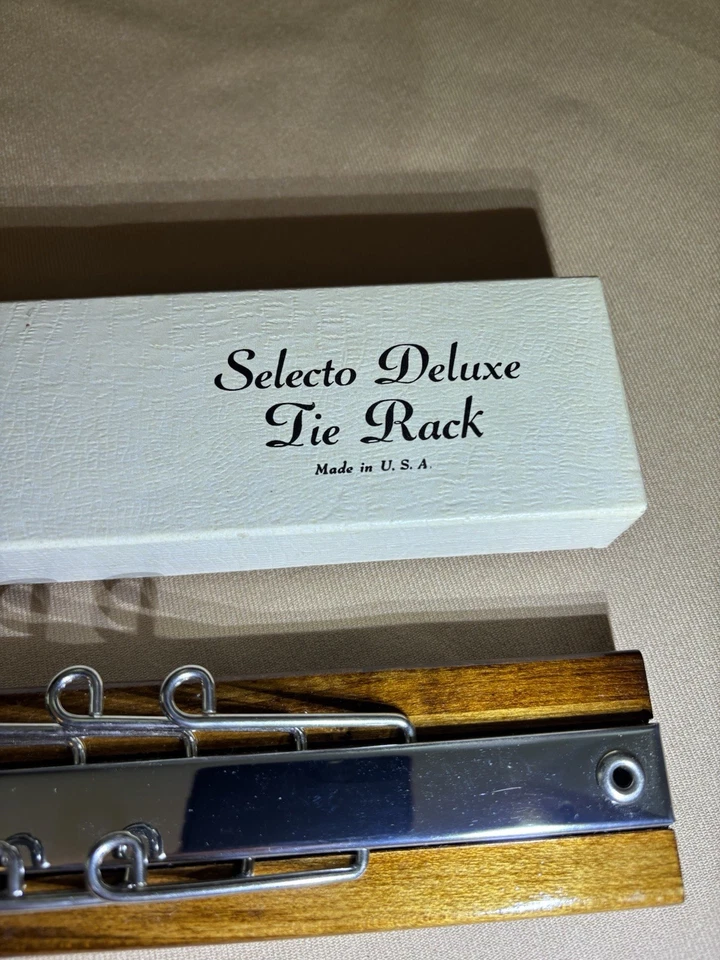 Selecto Deluxe
Tie Rack
Made in U. S. A.